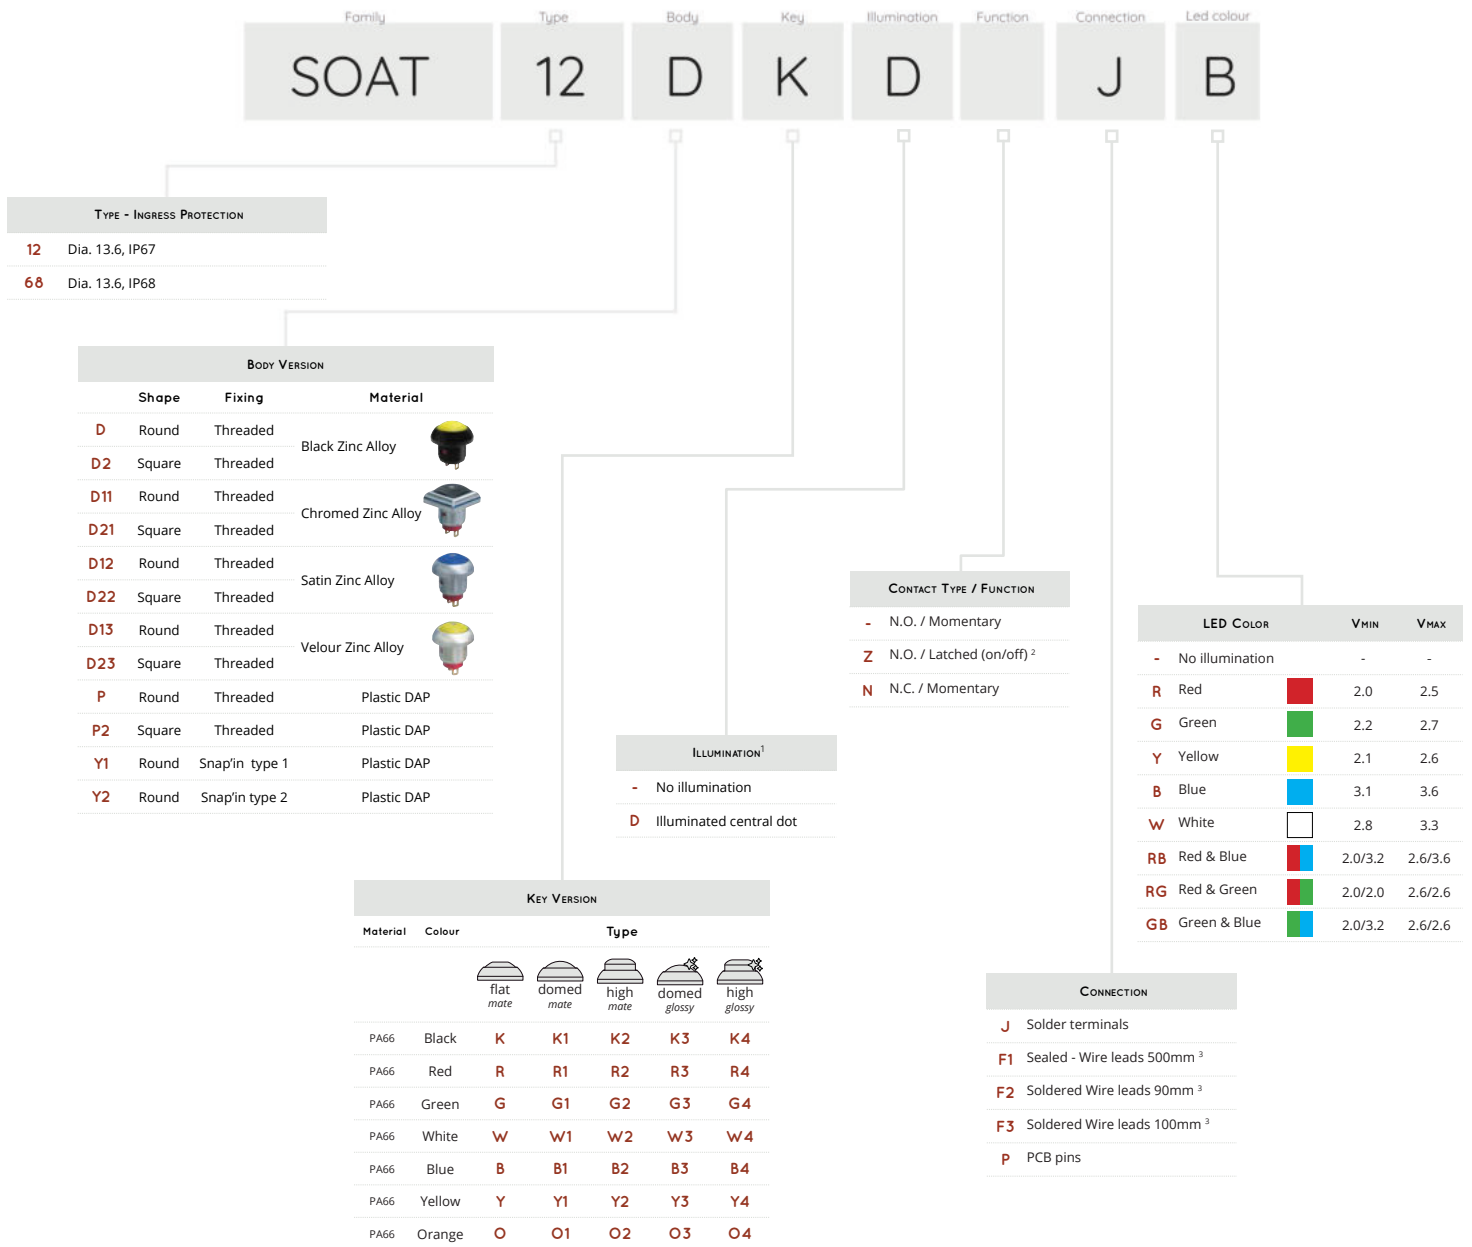 Family Type Body Key Illumination Function Connection Led colour
SOAT 12 D K D J B
Type - Ingress Protection
12 Dia. 13.6, IP67
68 Dia. 13.6, IP68
Body Version
Shape Fixing Material
D Round Threaded
Black Zinc Alloy
D2 Square Threaded
D11 Round Threaded
Chromed Zinc Alloy
D21 Square Threaded
D12 Round Threaded
Satin Zinc Alloy
D22 Square Threaded
D13 Round Threaded
Velour Zinc Alloy
D23 Square Threaded
P Round Threaded Plastic DAP
P2 Square Threaded Plastic DAP
Y1 Round Snap'in type 1 Plastic DAP
Y2 Round Snap'in type 2 Plastic DAP
Key Version
Material Colour Type
flat domed high domed high
mate mate mate glossy glossy
PA66 Black K K1 K2 K3 K4
PA66 Red R R1 R2 R3 R4
PA66 Green G G1 G2 G3 G4
PA66 White W W1 W2 W3 W4
PA66 Blue B B1 B2 B3 B4
PA66 Yellow Y Y1 Y2 Y3 Y4
PA66 Orange O O1 O2 O3 O4
Illumination1
- No illumination
D Illuminated central dot
Contact Type / Function
- N.O. / Momentary
Z N.O. / Latched (on/off) 2
N N.C. / Momentary
Connection
J Solder terminals
F1 Sealed - Wire leads 500mm 3
F2 Soldered Wire leads 90mm 3
F3 Soldered Wire leads 100mm 3
P PCB pins
LED Color Vmin Vmax
- No illumination - -
R Red 2.0 2.5
G Green 2.2 2.7
Y Yellow 2.1 2.6
B Blue 3.1 3.6
W White 2.8 3.3
RB Red & Blue 2.0/3.2 2.6/3.6
RG Red & Green 2.0/2.0 2.6/2.6
GB Green & Blue 2.0/3.2 2.6/2.6